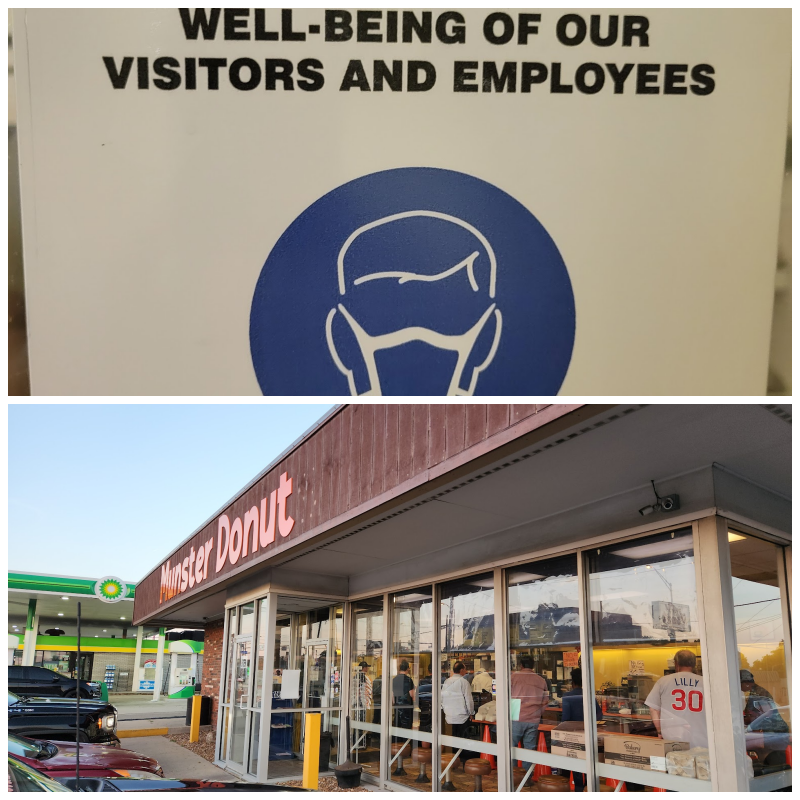 WELL-BEING OF OUR
VISITORS AND EMPLOYEES
Munster Donut
LILLY
30